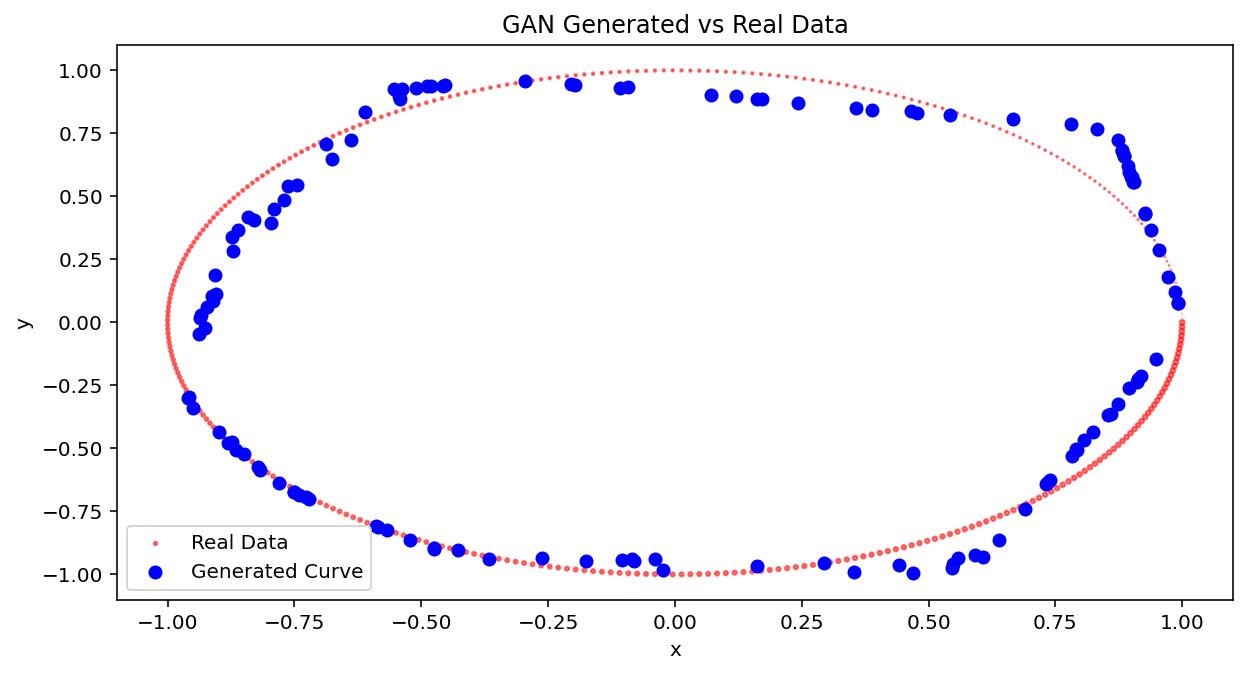 GAN Generated vs Real Data
y
1.00
0.75
0.50
0.25
0.00
−0.25
−0.50
−0.75
−1.00
Real Data
Generated Curve
−1.00 −0.75 −0.50 −0.25 0.00 0.25 0.50 0.75 1.00
x